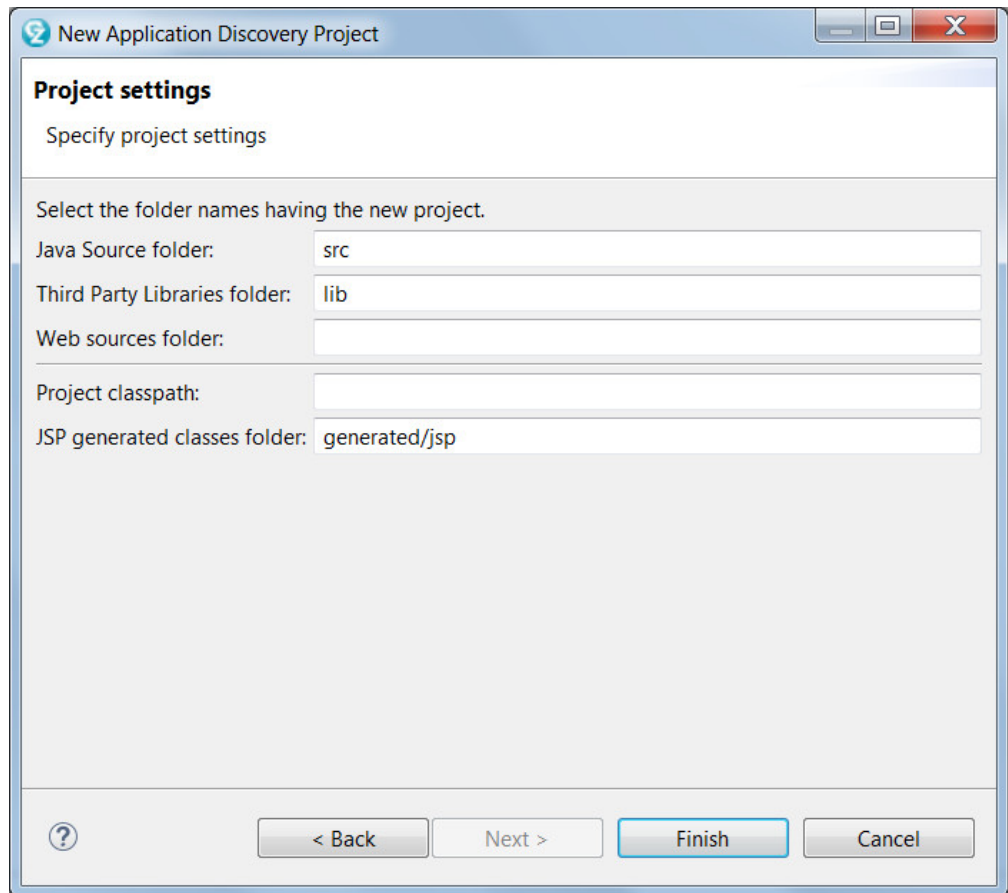 New Application Discovery Project
Project settings
Specify project settings
Select the folder names having the new project.
Java Source folder: src
Third Party Libraries folder: lib
Web sources folder:
Project classpath:
JSP generated classes folder: generated/jsp
< Back Next > Finish Cancel